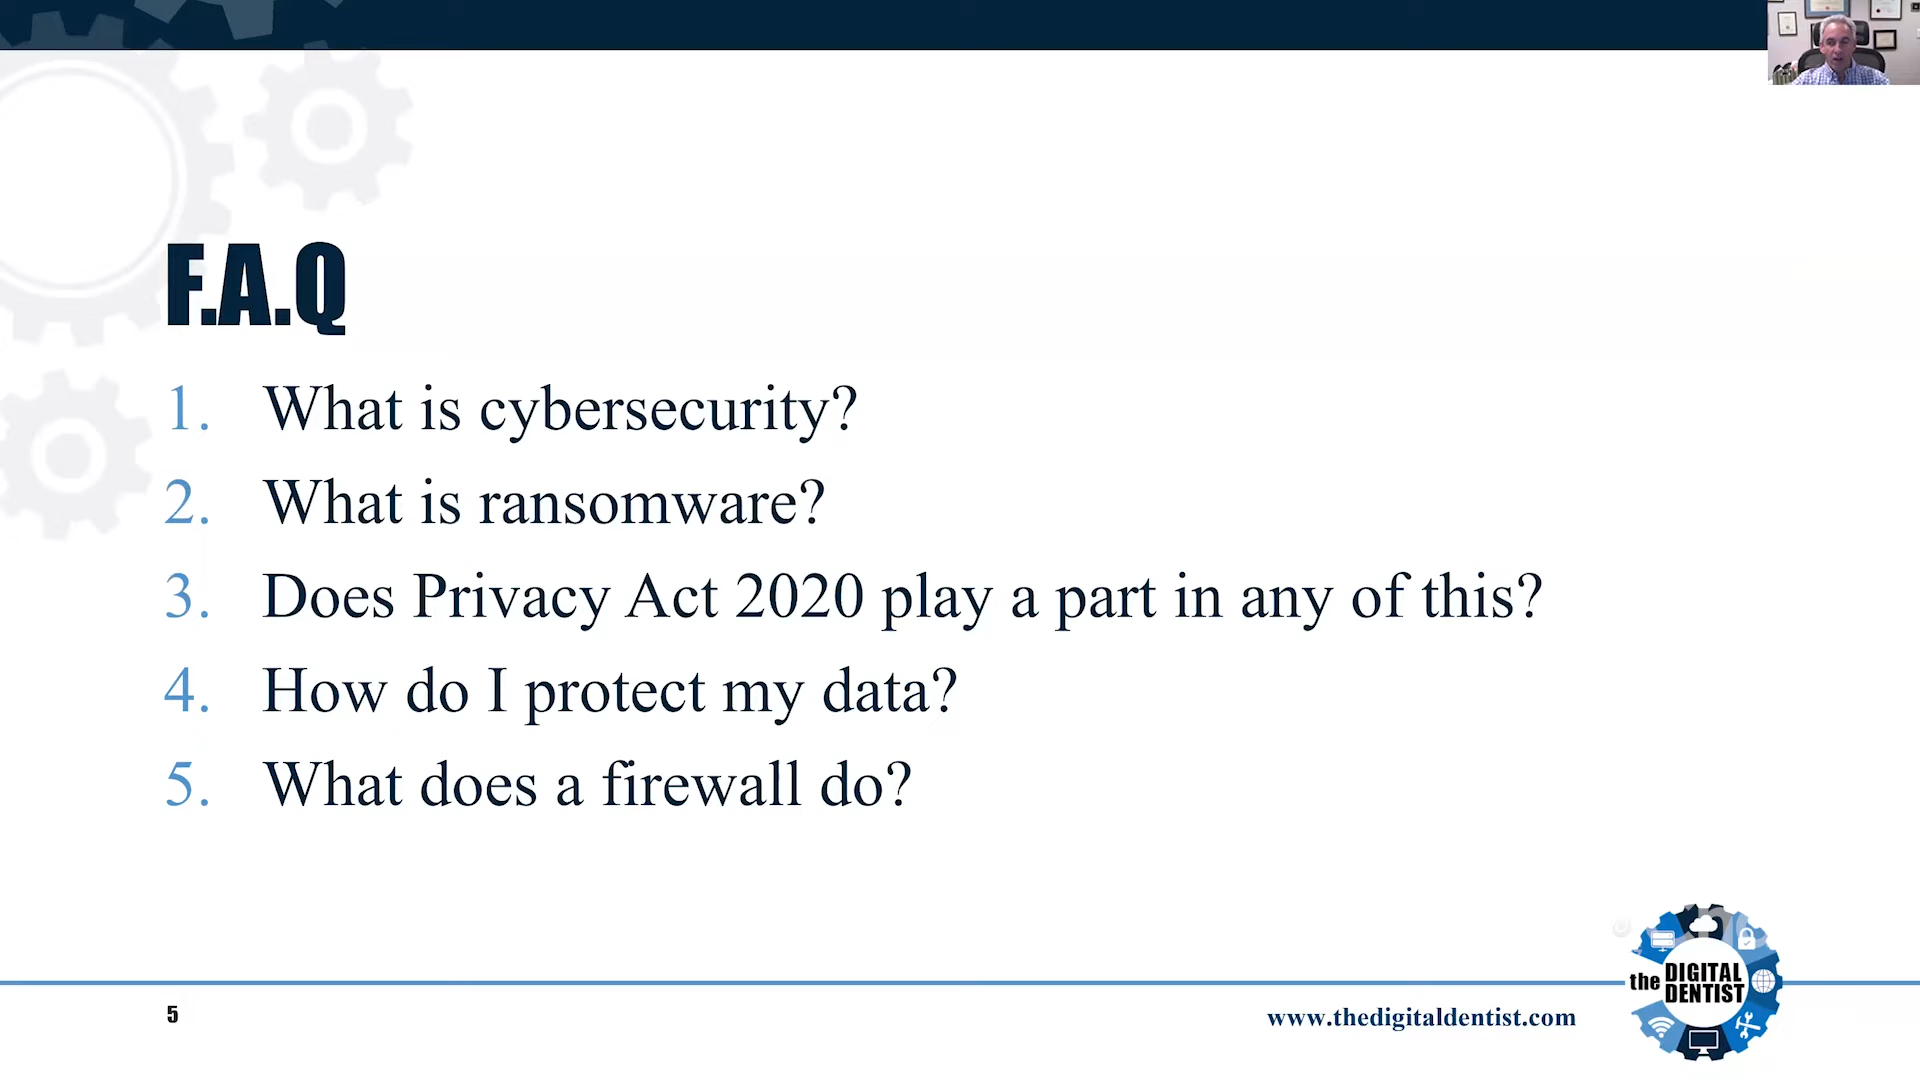 F.A.Q
1. What is cybersecurity?
2. What is ransomware?
3. Does Privacy Act 2020 play a part in any of this?
4. How do I protect my data?
5. What does a firewall do?
the DIGITAL
DENTIST
5
www.thedigitaldentist.com